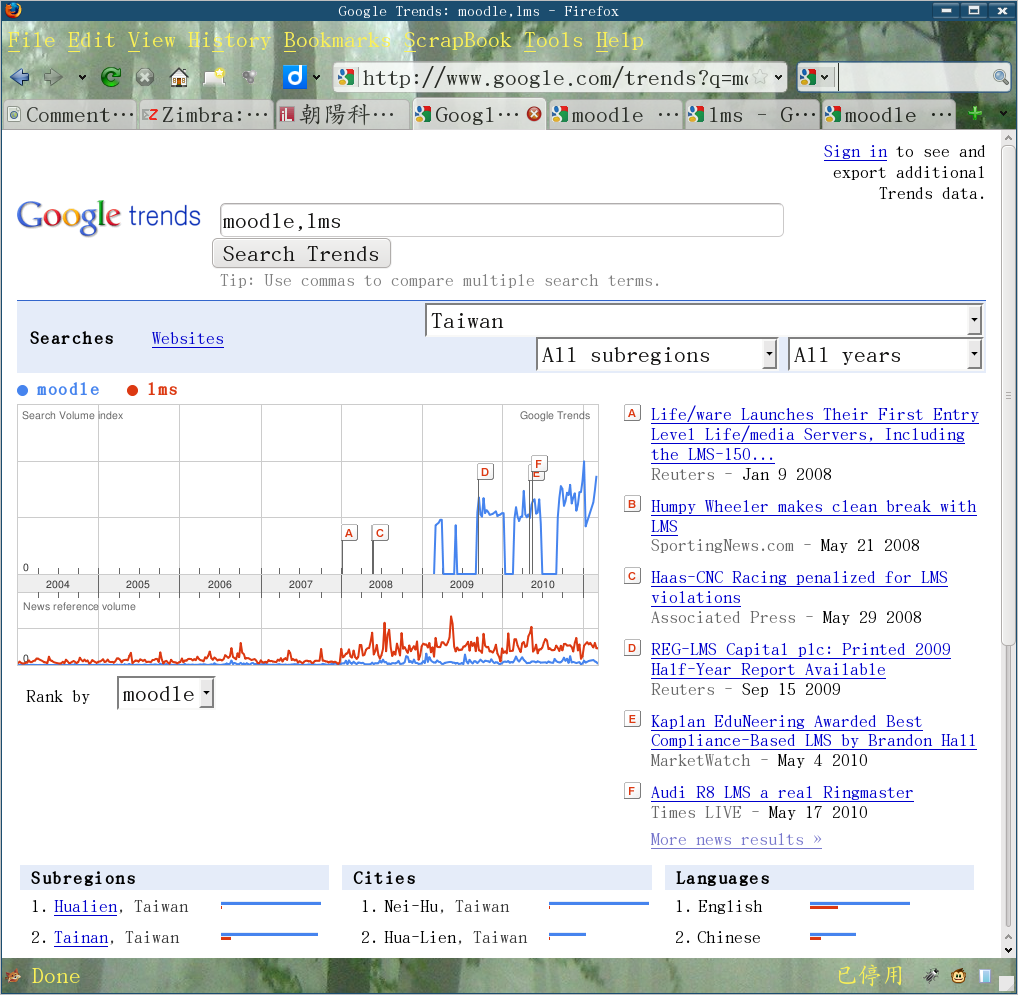 Google Trends: moodle,lms - Firefox
File Edit View History Bookmarks ScrapBook Tools Help
http://www.google.com/trends?q=mo
Comment··· Zimbra:··· 朝陽科··· Googl··· moodle ··· lms - G··· moodle ···
Sign in to see and
export additional
Trends data.
Google trends
moodle,lms
Search Trends
Tip: Use commas to compare multiple search terms.
Searches Websites
Taiwan
All subregions All years
moodle lms
Search Volume index Google Trends
D F E
A C
0
2004 2005 2006 2007 2008 2009 2010
News reference volume
0
Rank by moodle
A Life/ware Launches Their First Entry
Level Life/media Servers, Including
the LMS-150...
Reuters - Jan 9 2008
B Humpy Wheeler makes clean break with
LMS
SportingNews.com - May 21 2008
C Haas-CNC Racing penalized for LMS
violations
Associated Press - May 29 2008
D REG-LMS Capital plc: Printed 2009
Half-Year Report Available
Reuters - Sep 15 2009
E Kaplan EduNeering Awarded Best
Compliance-Based LMS by Brandon Hall
MarketWatch - May 4 2010
F Audi R8 LMS a real Ringmaster
Times LIVE - May 17 2010
More news results »
Subregions
1. Hualien, Taiwan
2. Tainan, Taiwan
Cities
1. Nei-Hu, Taiwan
2. Hua-Lien, Taiwan
Languages
1. English
2. Chinese
Done 已停用